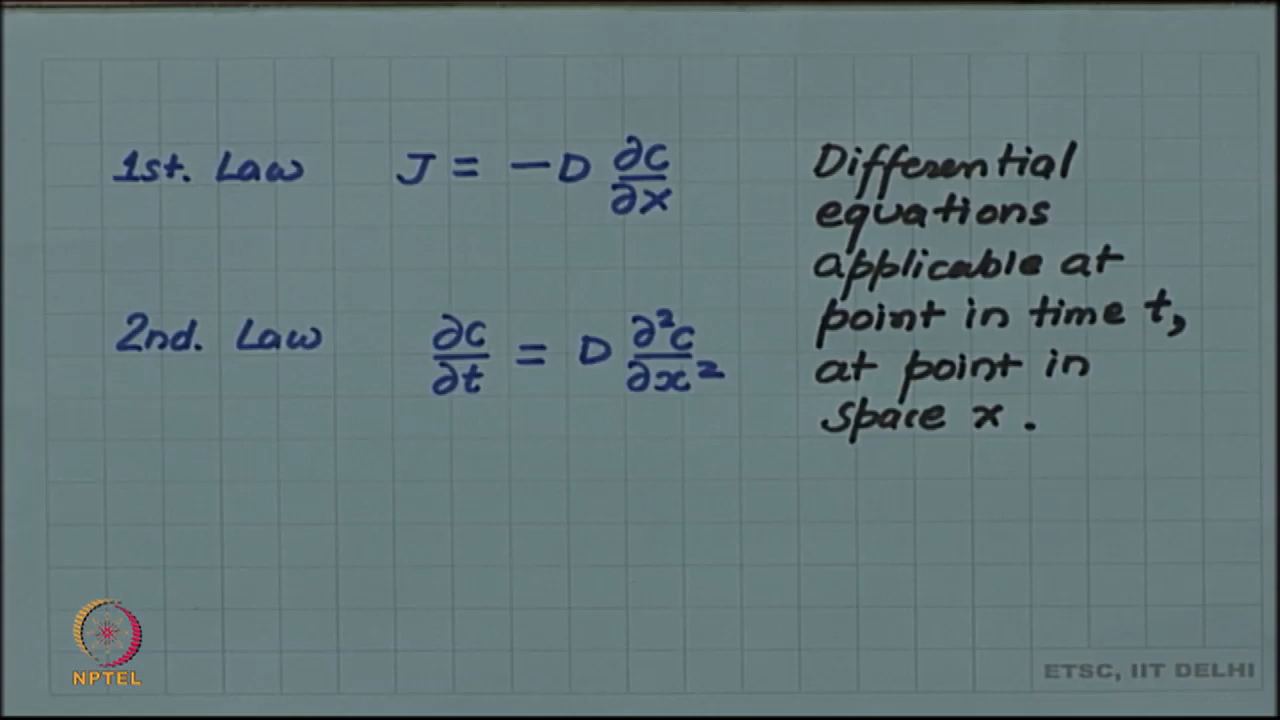 1st. Law J = -D ∂C/∂x
2nd. Law ∂C/∂t = D ∂²C/∂x²
Differential
equations
applicable at
point in time t,
at point in
space x.
NPTEL
ETSC, IIT DELHI